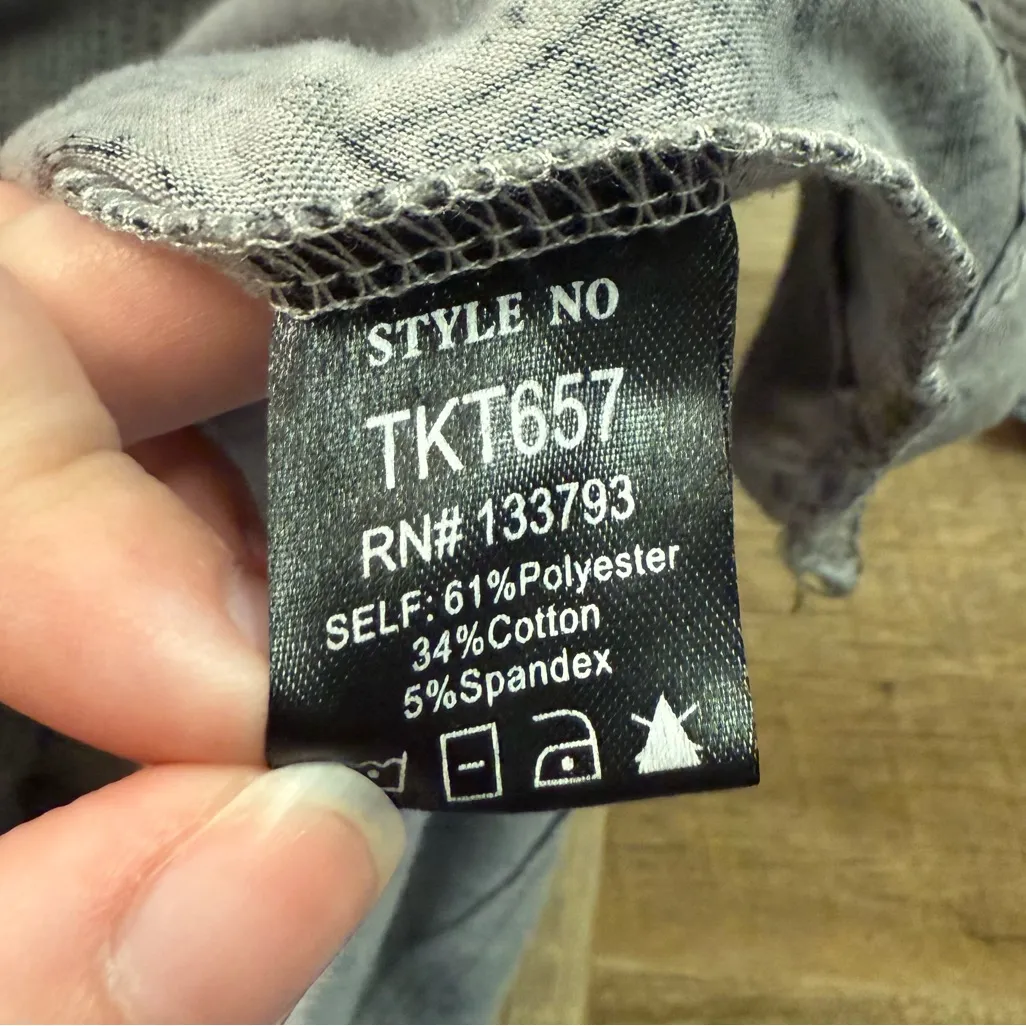 STYLE NO
TKT657
RN# 133793
SELF: 61%Polyester
34%Cotton
5%Spandex